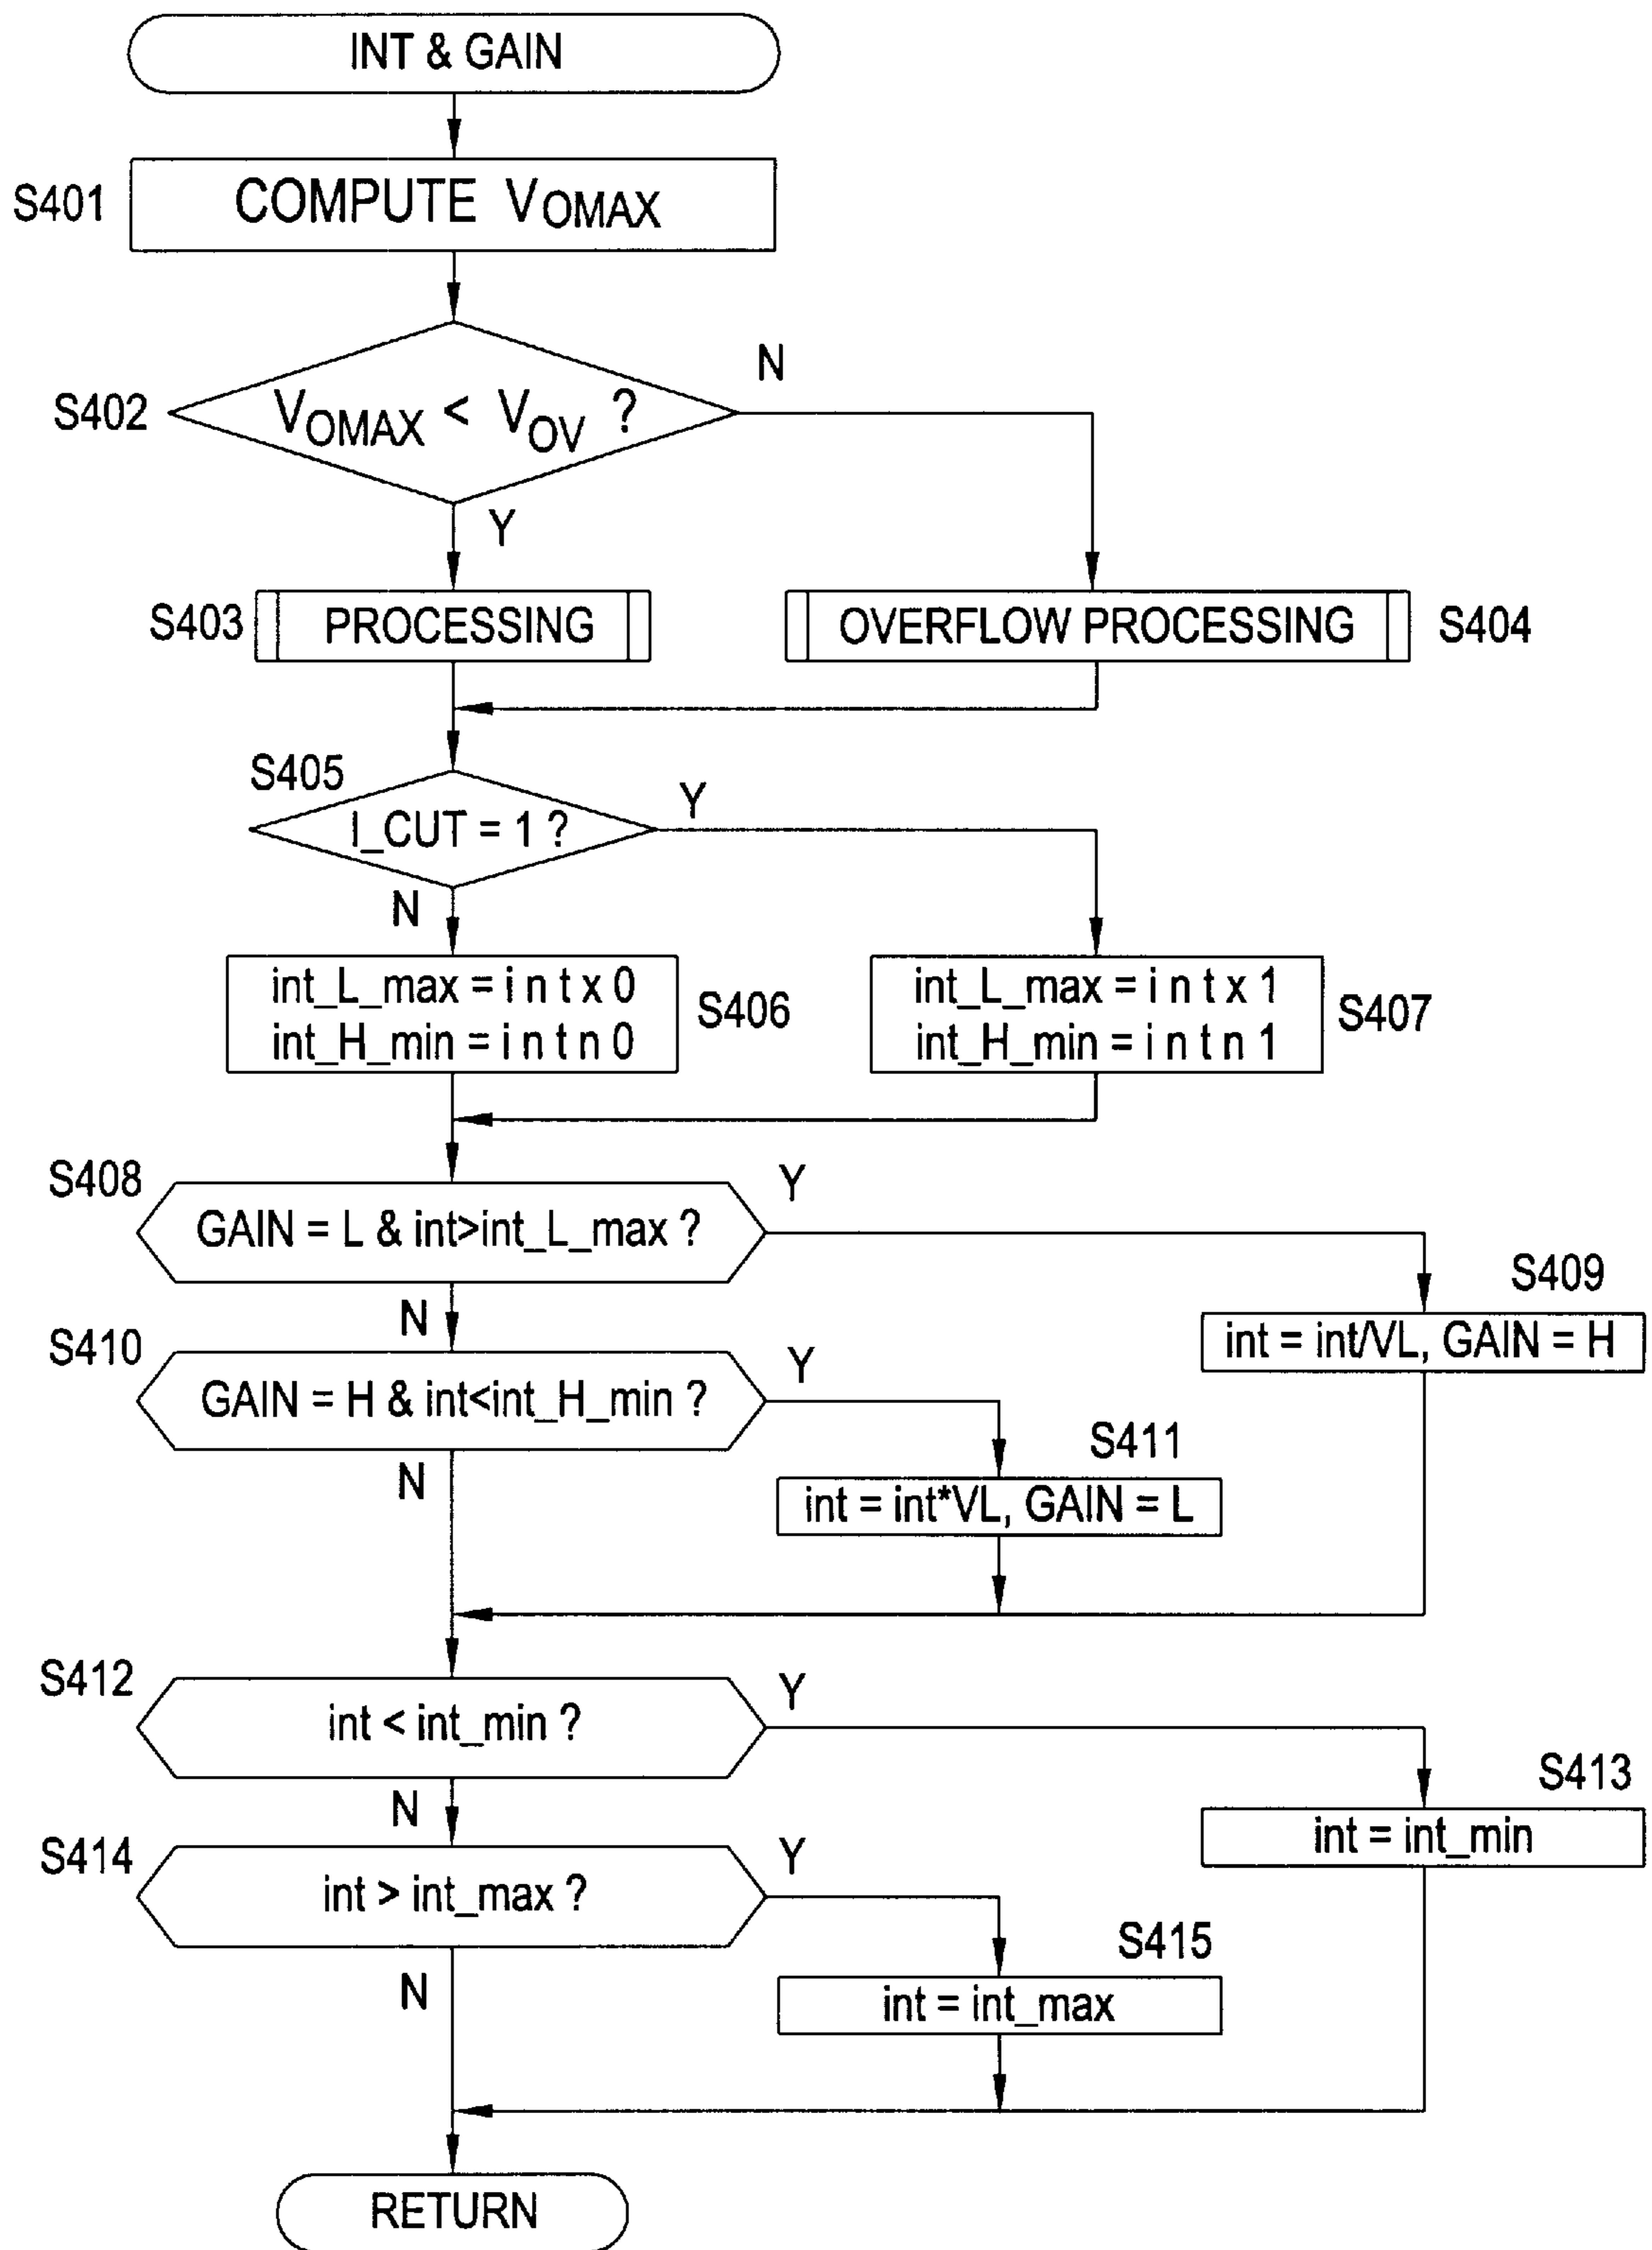 INT & GAIN
S401
COMPUTE VOMAX
S402
VOMAX < VOV ?
N
Y
S403
PROCESSING
OVERFLOW PROCESSING
S404
S405
I_CUT = 1 ?
Y
N
int_L_max = i n t x 0
int_H_min = i n t n 0
S406
int_L_max = i n t x 1
int_H_min = i n t n 1
S407
S408
GAIN = L & int>int_L_max ?
Y
N
S409
int = int/VL, GAIN = H
S410
GAIN = H & int<int_H_min ?
Y
N
S411
int = int*VL, GAIN = L
S412
int < int_min ?
Y
N
S413
int = int_min
S414
int > int_max ?
Y
N
S415
int = int_max
RETURN